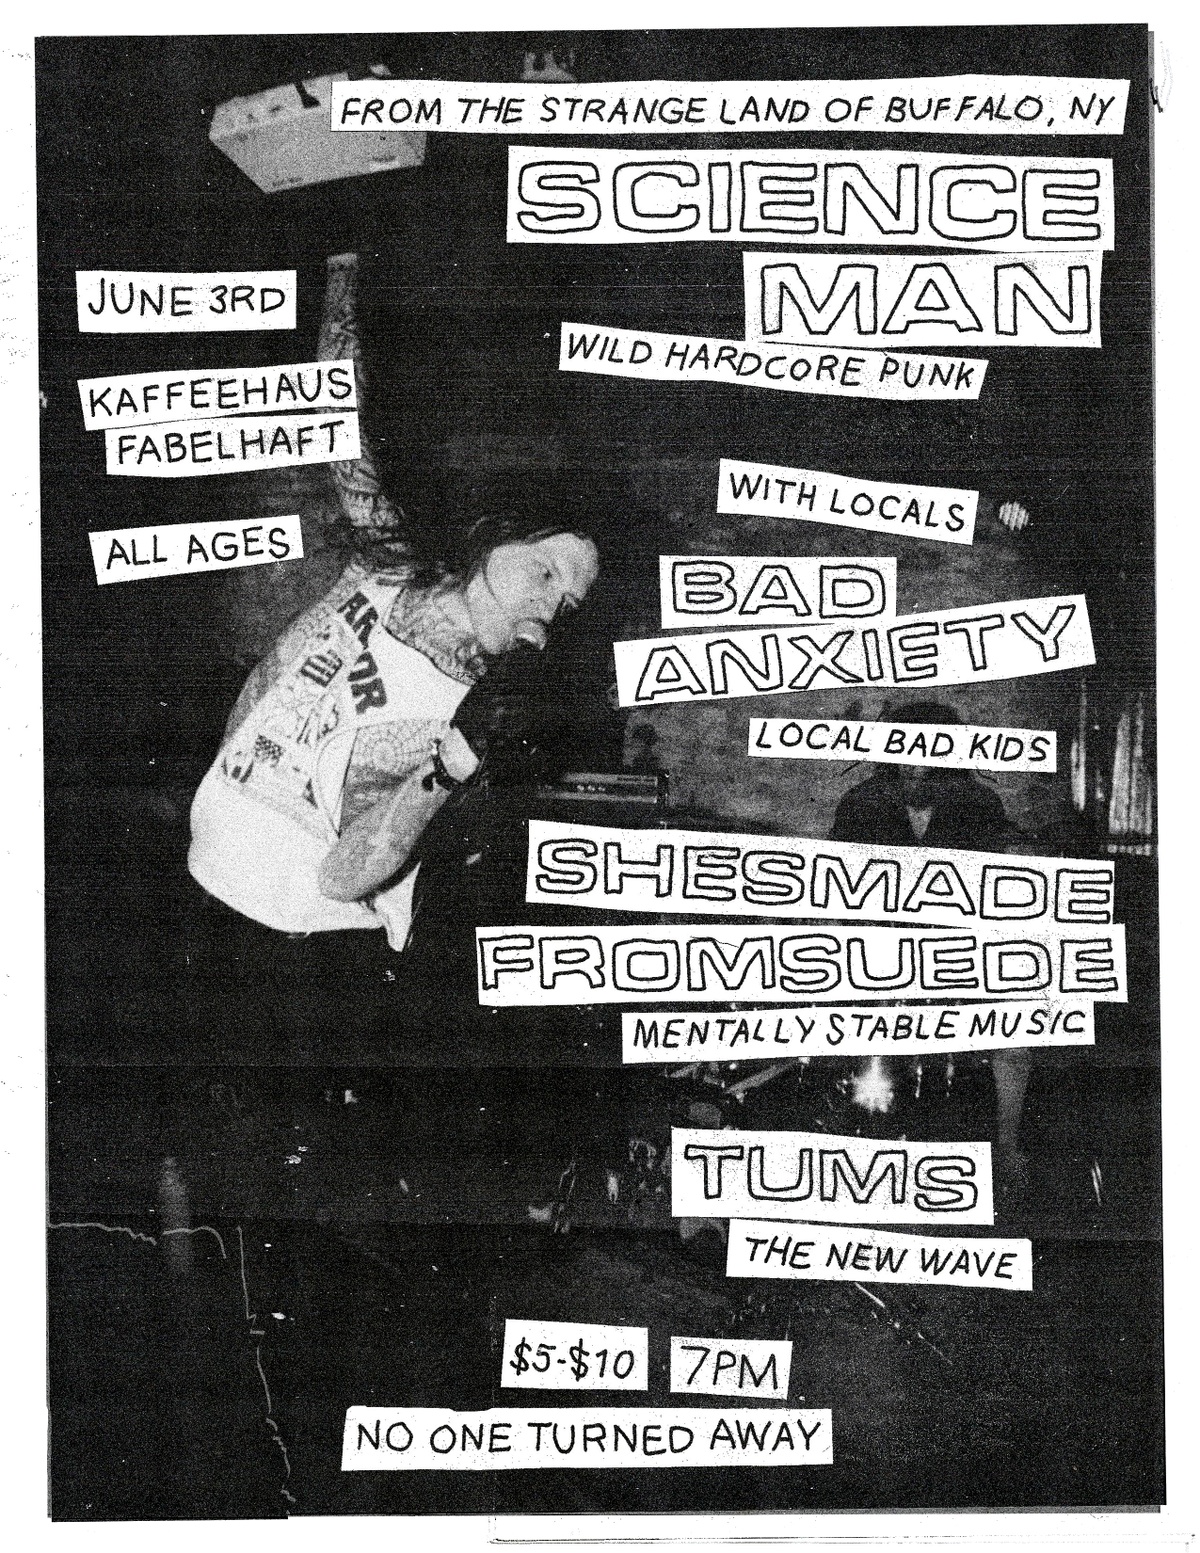 FROM THE STRANGE LAND OF BUFFALO, NY
SCIENCE
MAN
WILD HARDCORE PUNK
JUNE 3RD
KAFFEEHAUS
FABELHAFT
ALL AGES
WITH LOCALS
BAD
ANXIETY
LOCAL BAD KIDS
SHESMADE
FROMSUEDE
MENTALLY STABLE MUSIC
TUMS
THE NEW WAVE
$5-$10 7PM
NO ONE TURNED AWAY